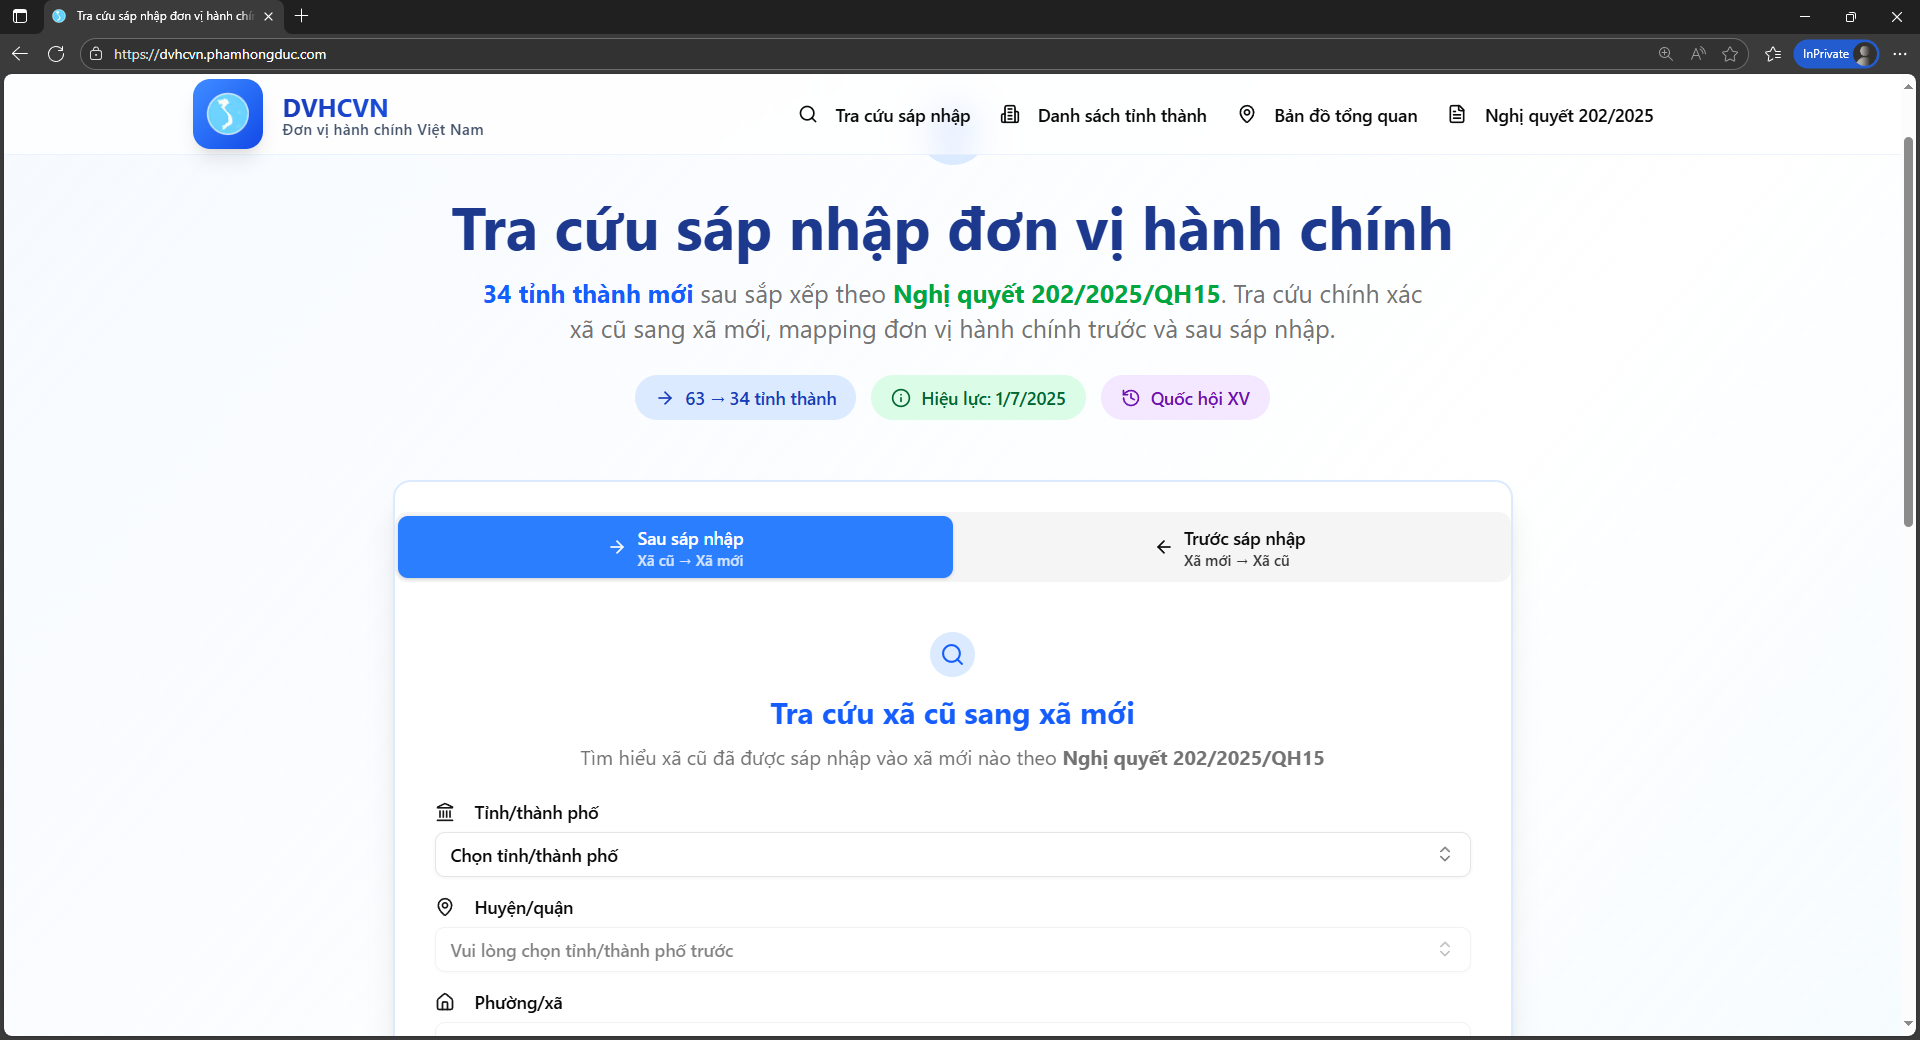 Tra cứu sáp nhập đơn vị hành chí
https://dvhcvn.phamhongduc.com
InPrivate
DVHCVN
Đơn vị hành chính Việt Nam
Tra cứu sáp nhập
Danh sách tỉnh thành
Bản đồ tổng quan
Nghị quyết 202/2025
Tra cứu sáp nhập đơn vị hành chính
34 tỉnh thành mới sau sắp xếp theo Nghị quyết 202/2025/QH15. Tra cứu chính xác
xã cũ sang xã mới, mapping đơn vị hành chính trước và sau sáp nhập.
63 → 34 tỉnh thành
Hiệu lực: 1/7/2025
Quốc hội XV
Sau sáp nhập
Xã cũ → Xã mới
Trước sáp nhập
Xã mới → Xã cũ
Tra cứu xã cũ sang xã mới
Tìm hiểu xã cũ đã được sáp nhập vào xã mới nào theo Nghị quyết 202/2025/QH15
Tỉnh/thành phố
Chọn tỉnh/thành phố
Huyện/quận
Vui lòng chọn tỉnh/thành phố trước
Phường/xã